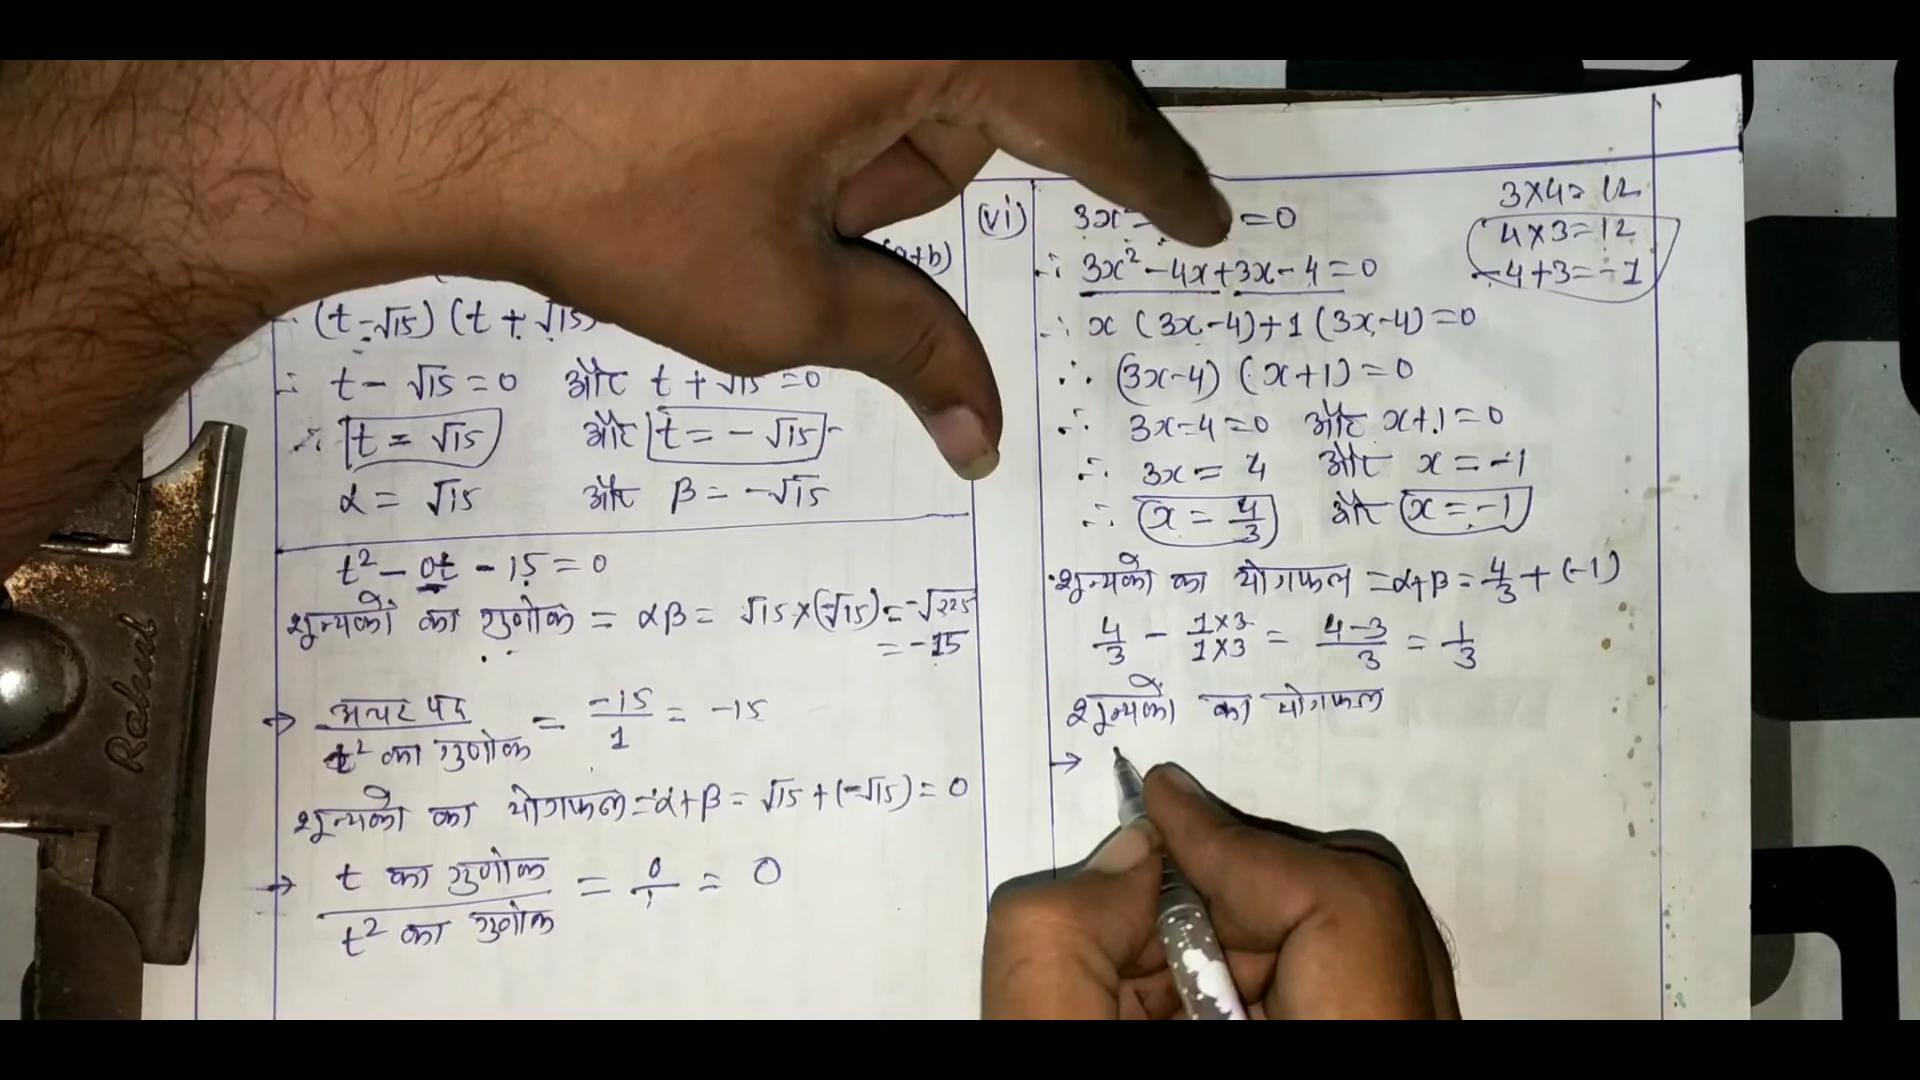 a+b)
∴ (t-√15) (t + √15)
∴ t - √15 = 0 और t + √15 = 0
∴ t = √15 और t = - √15
α = √15 और β = -√15
t² - 0t - 15 = 0
शून्यकों का गुणांक = αβ = √15 × (-√15) = -√225
= -15
→ अचर पद / t² का गुणांक = -15/1 = -15
शून्यकों का योगफल = α+β = √15 + (-√15) = 0
→ t का गुणांक / t² का गुणांक = 0/1 = 0
(vi) 3x² = 0
∴ 3x² - 4x + 3x - 4 = 0
∴ x (3x-4) + 1 (3x-4) = 0
∴ (3x-4) (x+1) = 0
∴ 3x-4 = 0 और x+1 = 0
∴ 3x = 4 और x = -1
∴ x = 4/3 और x = -1
शून्यकों का योगफल = α+β = 4/3 + (-1)
4/3 - 1×3/1×3 = 4-3/3 = 1/3
शून्यकों का योगफल
→
3×4= 12
4×3=12
-4+3=-1
Rahul